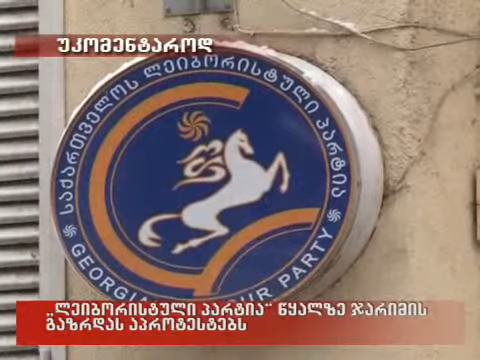 უკომენტაროდ
საქართველოს ლეიბორისტული პარტია
GEORGI UR PARTY
„ლეიბორისტული პარტია“ წყალზე ჯარიმის
გაზრდას აპროტესტებს